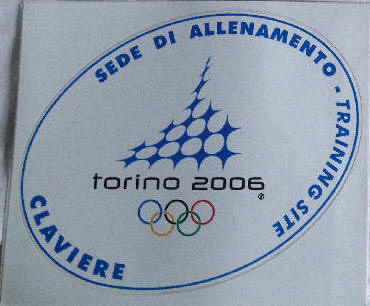 SEDE DI ALLENAMENTO - TRAINING SITE
torino 2006
®
CLAVIERE